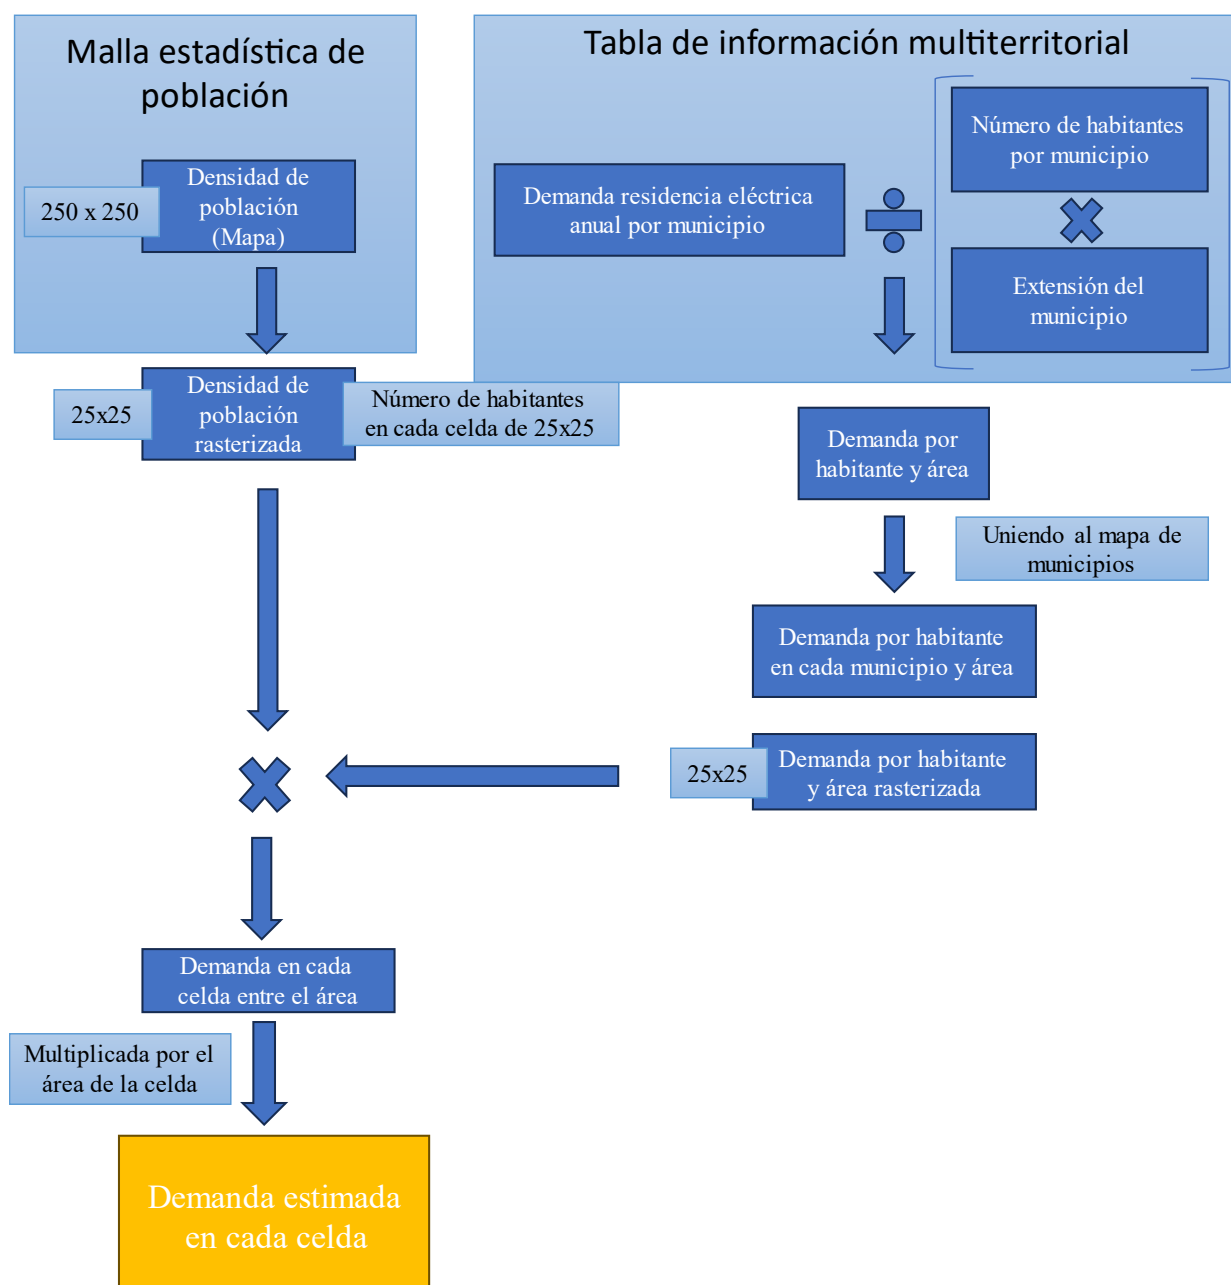 Malla estadística de
población
250 x 250
Densidad de
población
(Mapa)
25x25
Densidad de
población
rasterizada
Número de habitantes
en cada celda de 25x25
Tabla de información multiterritorial
Demanda residencia eléctrica
anual por municipio
Número de habitantes
por municipio
Extensión del
municipio
Demanda por
habitante y área
Uniendo al mapa de
municipios
Demanda por habitante
en cada municipio y área
25x25
Demanda por habitante
y área rasterizada
Demanda en cada
celda entre el área
Multiplicada por el
área de la celda
Demanda estimada
en cada celda